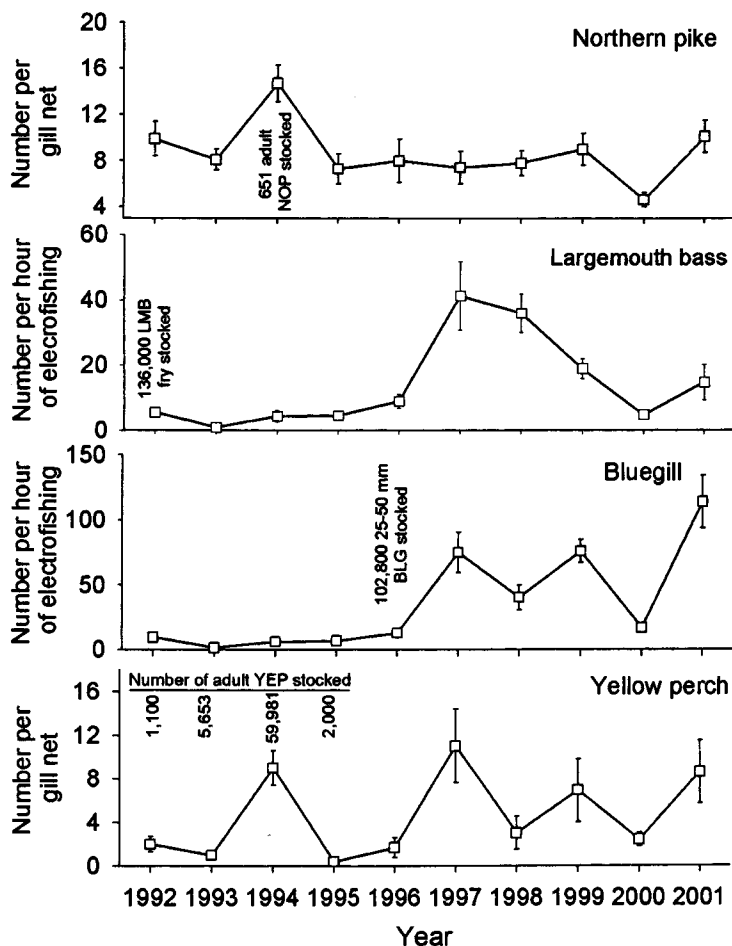 Northern pike
Number per
gill net
20
16
12
8
4
651 adult
NOP stocked
Largemouth bass
Number per hour
of elecrofishing
60
40
20
0
136,000 LMB
fry stocked
Bluegill
Number per hour
of electrofishing
150
100
50
0
102,800 25-50 mm
BLG stocked
Yellow perch
Number per
gill net
16
12
8
4
0
Number of adult YEP stocked
1,100
5,653
59,981
2,000
1992 1993 1994 1995 1996 1997 1998 1999 2000 2001
Year